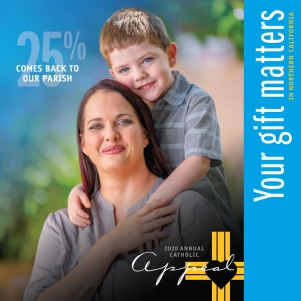 25%
COMES BACK TO
OUR PARISH
Your gift matters
IN NORTHERN CALIFORNIA
2020 ANNUAL
CATHOLIC
Appeal